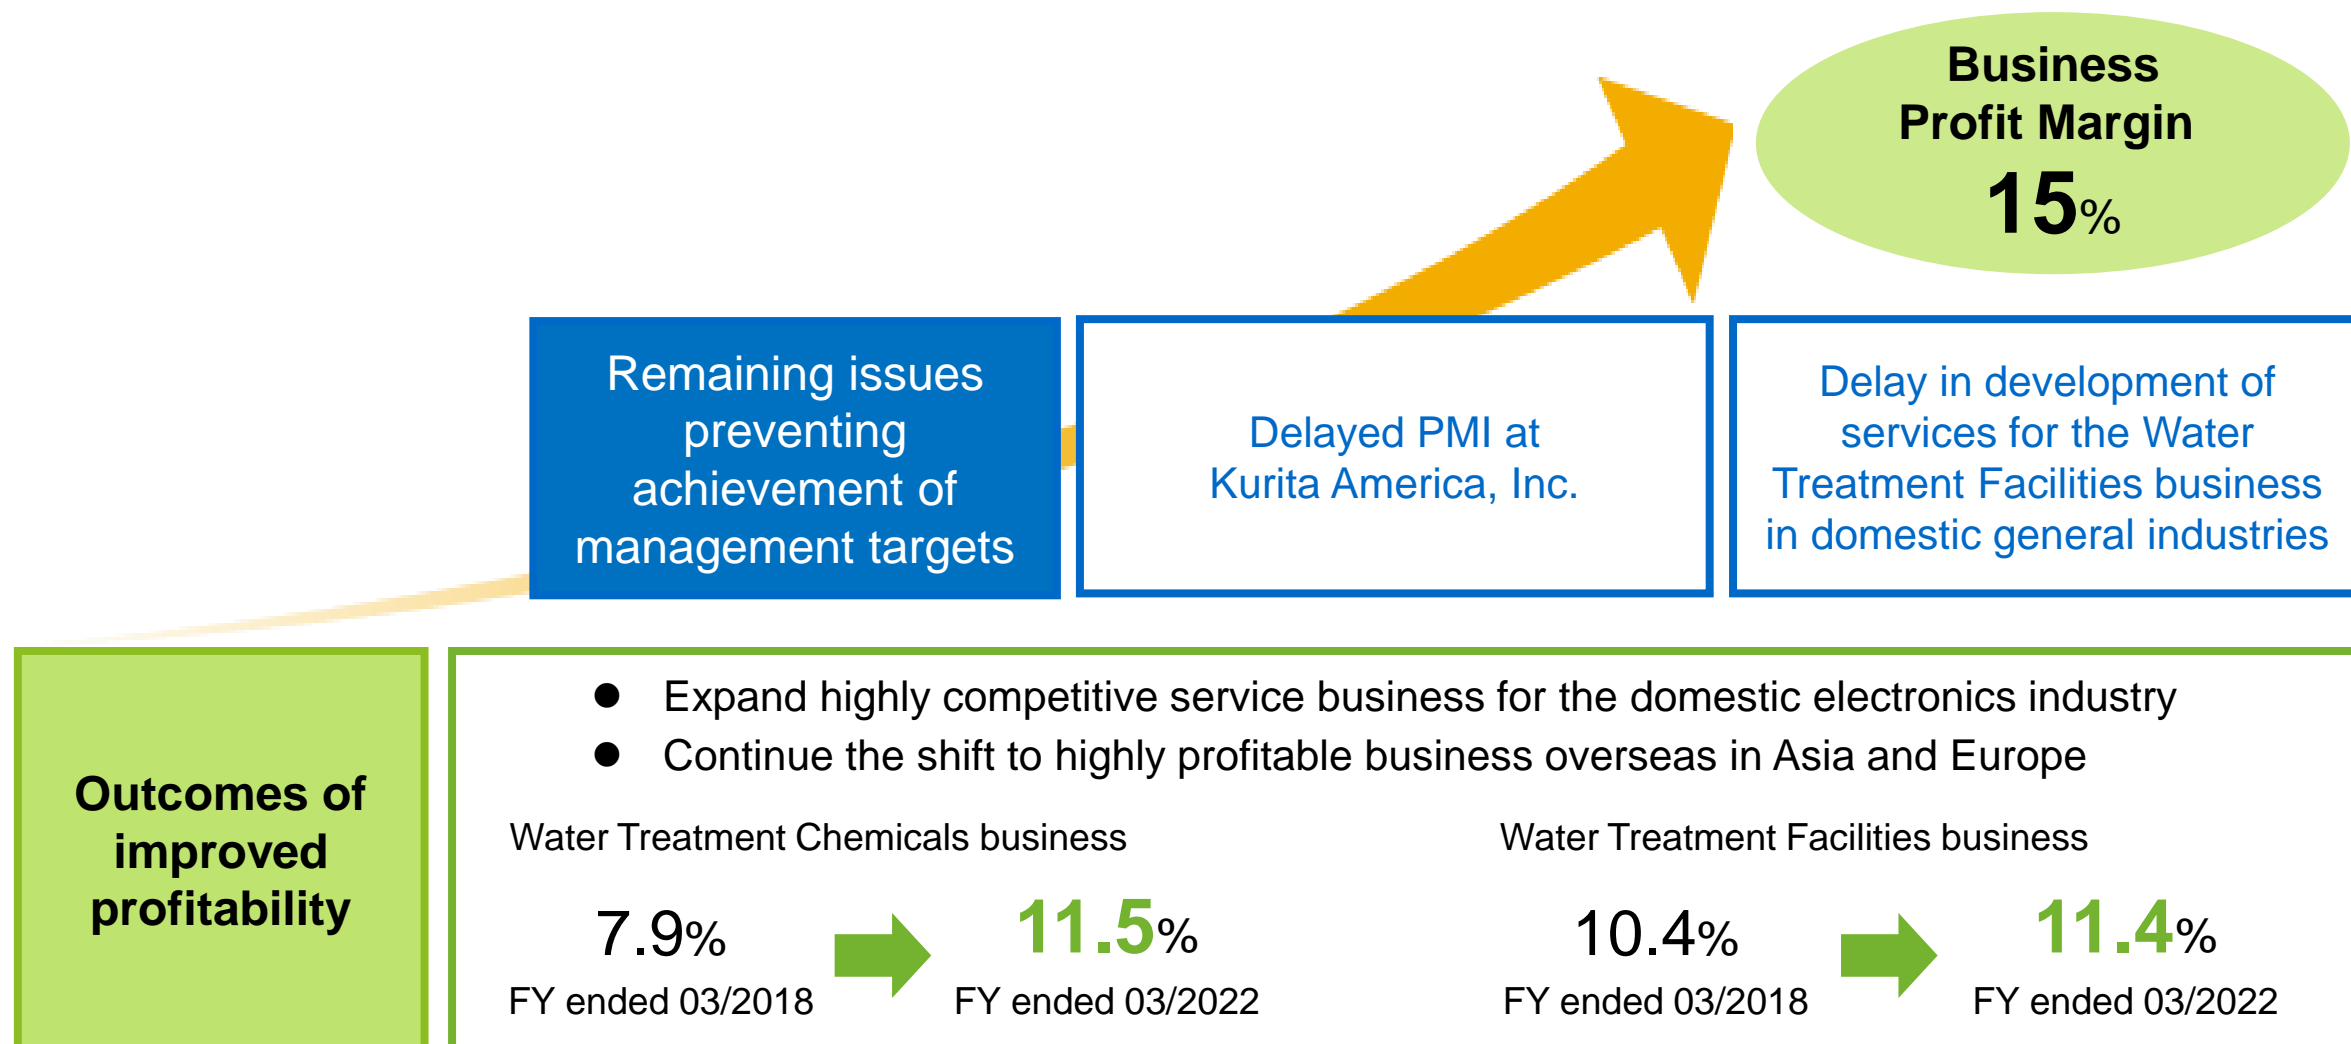 Business
Profit Margin
15%
Remaining issues
preventing
achievement of
management targets
Delayed PMI at
Kurita America, Inc.
Delay in development of
services for the Water
Treatment Facilities business
in domestic general industries
Outcomes of
improved
profitability
● Expand highly competitive service business for the domestic electronics industry
● Continue the shift to highly profitable business overseas in Asia and Europe
Water Treatment Chemicals business
7.9%
FY ended 03/2018
11.5%
FY ended 03/2022
Water Treatment Facilities business
10.4%
FY ended 03/2018
11.4%
FY ended 03/2022